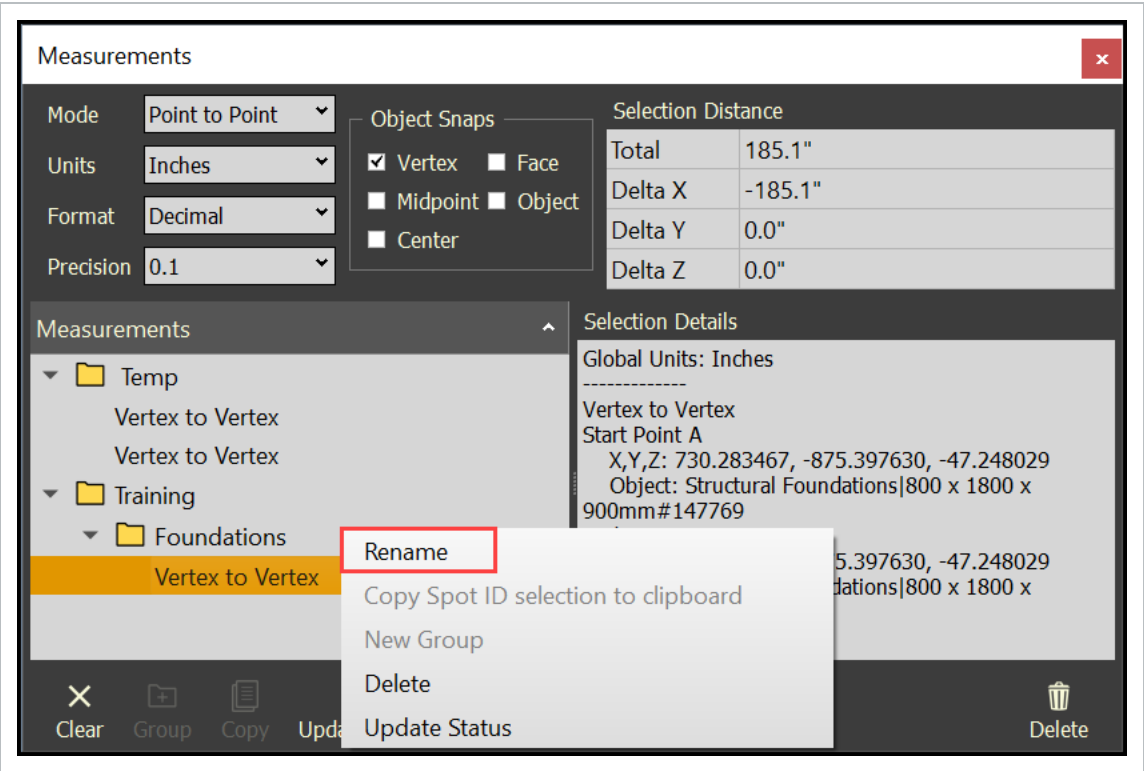 Measurements
x
Mode Point to Point
Units Inches
Format Decimal
Precision 0.1
Object Snaps
Vertex Face
Midpoint Object
Center
Selection Distance
Total 185.1"
Delta X -185.1"
Delta Y 0.0"
Delta Z 0.0"
Measurements
Temp
Vertex to Vertex
Vertex to Vertex
Training
Foundations
Vertex to Vertex
Selection Details
Global Units: Inches
-------------
Vertex to Vertex
Start Point A
X,Y,Z: 730.283467, -875.397630, -47.248029
Object: Structural Foundations|800 x 1800 x
900mm#147769
5.397630, -47.248029
dations|800 x 1800 x
Rename
Copy Spot ID selection to clipboard
New Group
Delete
Update Status
Clear Group Copy Upda
Delete